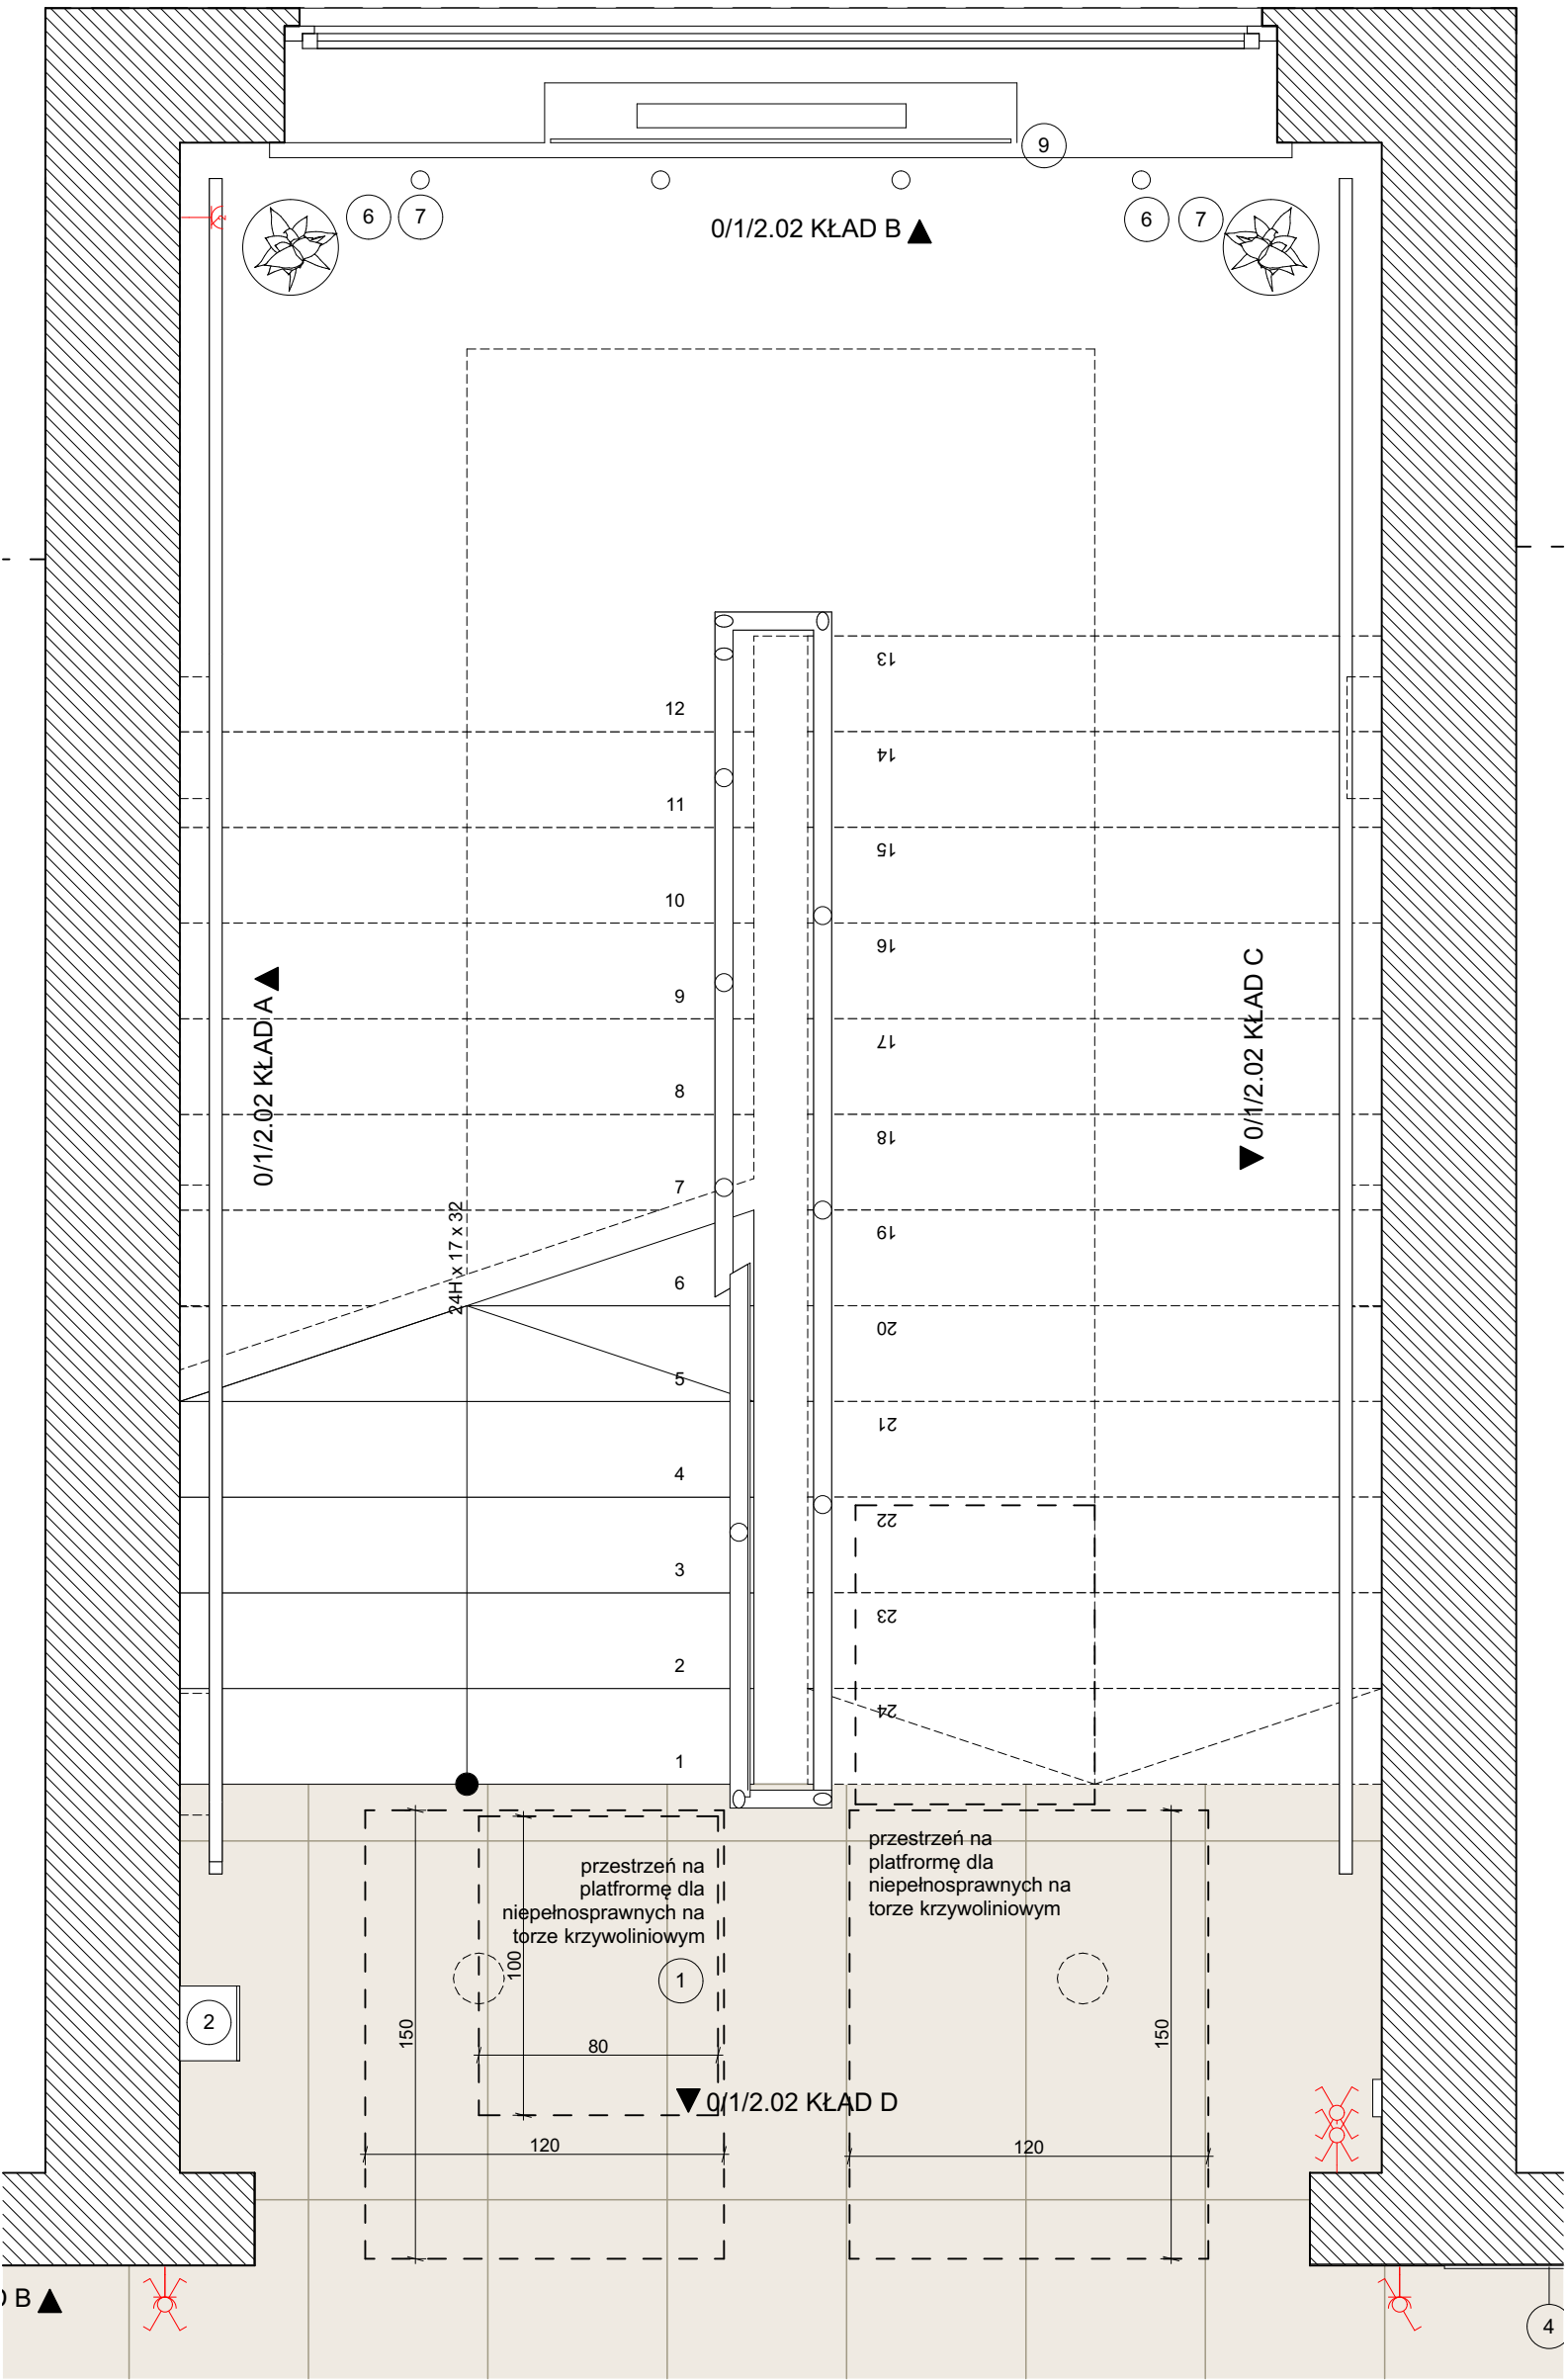 9
6
7
0/1/2.02 KŁAD B
6
7
13
12
14
11
15
10
16
9
17
8
18
7
19
6
20
5
21
4
22
3
23
2
24
1
0/1/2.02 KŁAD A
0/1/2.02 KŁAD C
24H x 17 x 32
przestrzeń na
platfrormę dla
niepełnosprawnych na
torze krzywoliniowym
przestrzeń na
platfrormę dla
niepełnosprawnych na
torze krzywoliniowym
100
1
2
150
80
150
0/1/2.02 KŁAD D
120
120
B
4